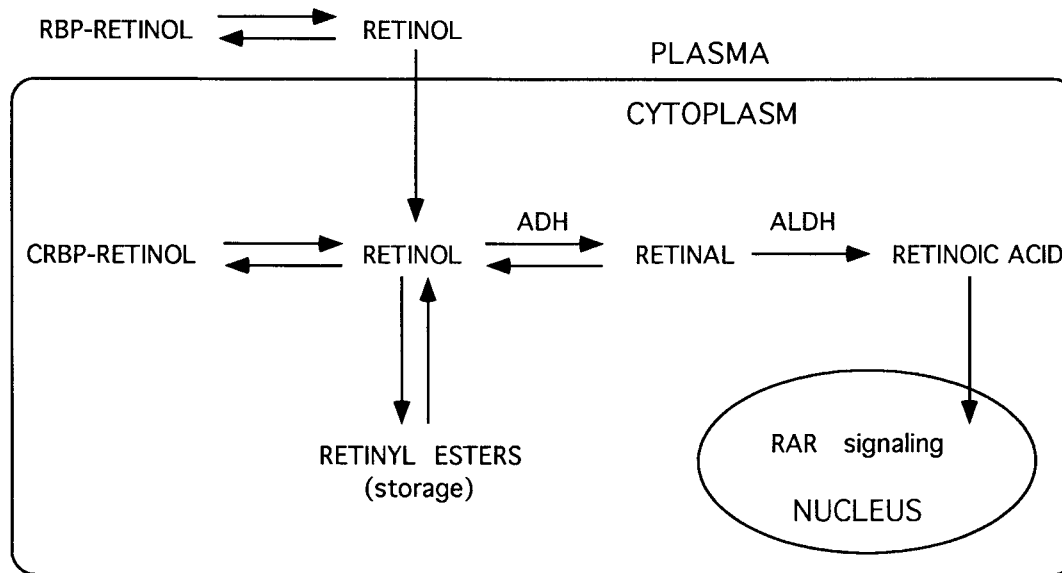 RBP-RETINOL RETINOL
PLASMA
CYTOPLASM
ADH ALDH
CRBP-RETINOL RETINOL RETINAL RETINOIC ACID
RETINYL ESTERS
(storage)
RAR signaling
NUCLEUS